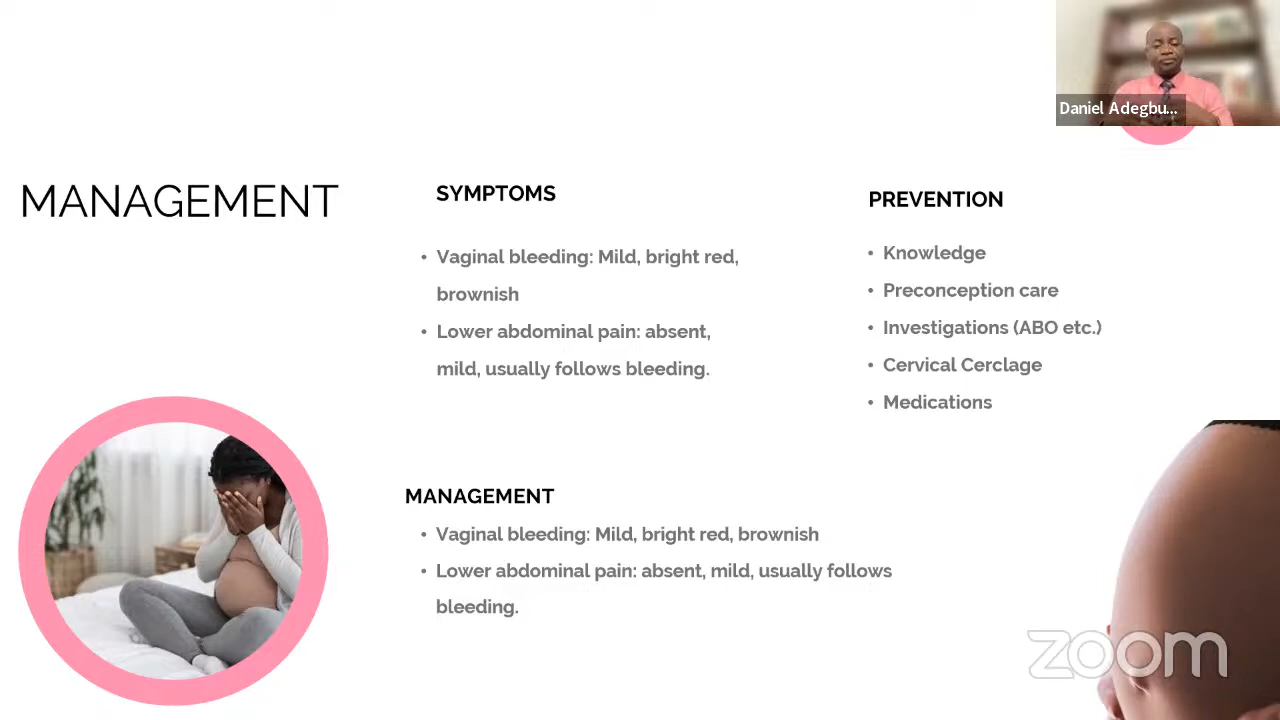 Daniel Adegbu...
MANAGEMENT
SYMPTOMS
• Vaginal bleeding: Mild, bright red,
brownish
• Lower abdominal pain: absent,
mild, usually follows bleeding.
PREVENTION
• Knowledge
• Preconception care
• Investigations (ABO etc.)
• Cervical Cerclage
• Medications
MANAGEMENT
• Vaginal bleeding: Mild, bright red, brownish
• Lower abdominal pain: absent, mild, usually follows
bleeding.
zoom